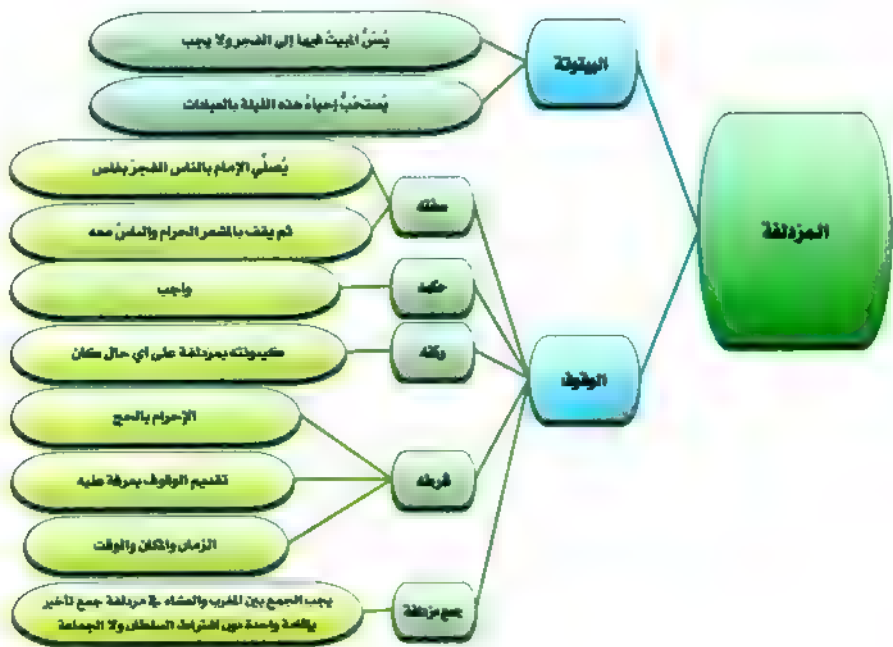 المزدلفة
البيتوتة
يُسَنُّ المبيتُ فيها إلى الفجر ولا يجب
يُستحَبُّ إحياءُ هذه الليلة بالعبادات
الوقوف
صفته
يُصلِّي الإمام بالناس الفجرَ بغلس
ثم يقف بالمشعر الحرام والناسُ معه
حكمه
واجب
ركنه
كينونته بمزدلفة على أي حال كان
شرطه
الإحرام بالحج
تقديم الوقوف بعرفة عليه
الزمان والمكان والوقت
جمع مزدلفة
يجب الجمع بين المغرب والعشاء في مزدلفة جمع تأخير
بإقامة واحدة دون اشتراط السلطان ولا الجماعة